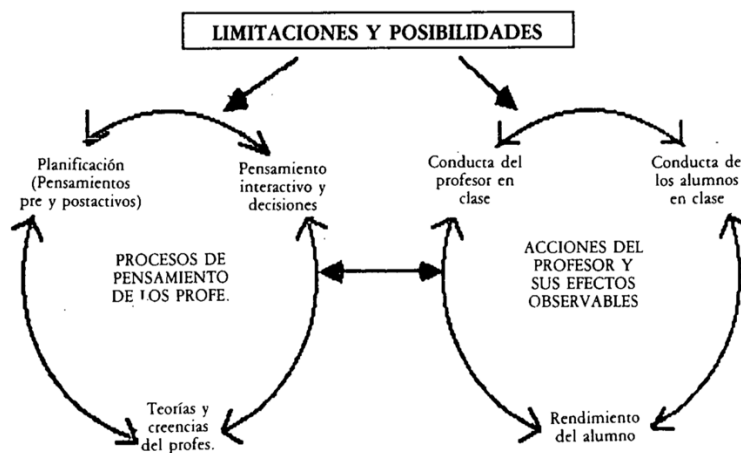 LIMITACIONES Y POSIBILIDADES
Planificación
(Pensamientos
pre y postactivos)
Pensamiento
interactivo y
decisiones
PROCESOS DE
PENSAMIENTO
DE LOS PROFE.
Teorías y
creencias
del profes.
Conducta del
profesor en
clase
Conducta de
los alumnos
en clase
ACCIONES DEL
PROFESOR Y
SUS EFECTOS
OBSERVABLES
Rendimiento
del alumno